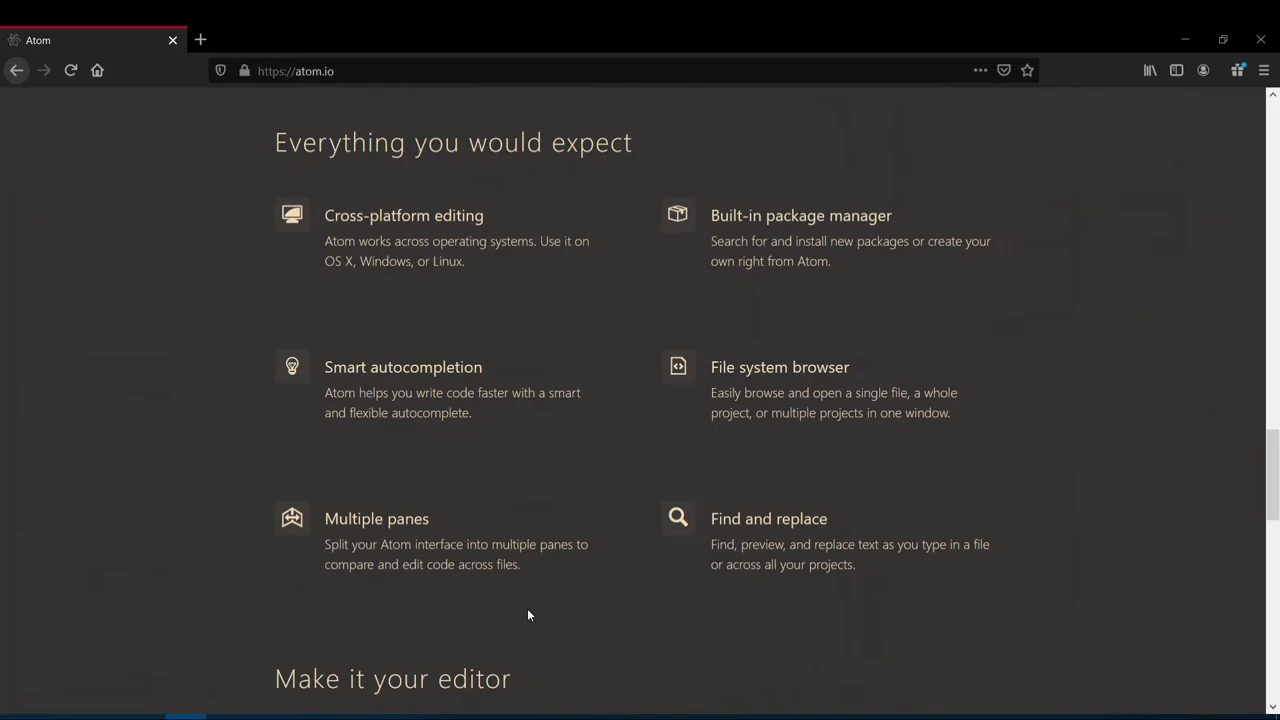 Atom
https://atom.io
Everything you would expect
Cross-platform editing
Atom works across operating systems. Use it on
OS X, Windows, or Linux.
Built-in package manager
Search for and install new packages or create your
own right from Atom.
Smart autocompletion
Atom helps you write code faster with a smart
and flexible autocomplete.
File system browser
Easily browse and open a single file, a whole
project, or multiple projects in one window.
Multiple panes
Split your Atom interface into multiple panes to
compare and edit code across files.
Find and replace
Find, preview, and replace text as you type in a file
or across all your projects.
Make it your editor